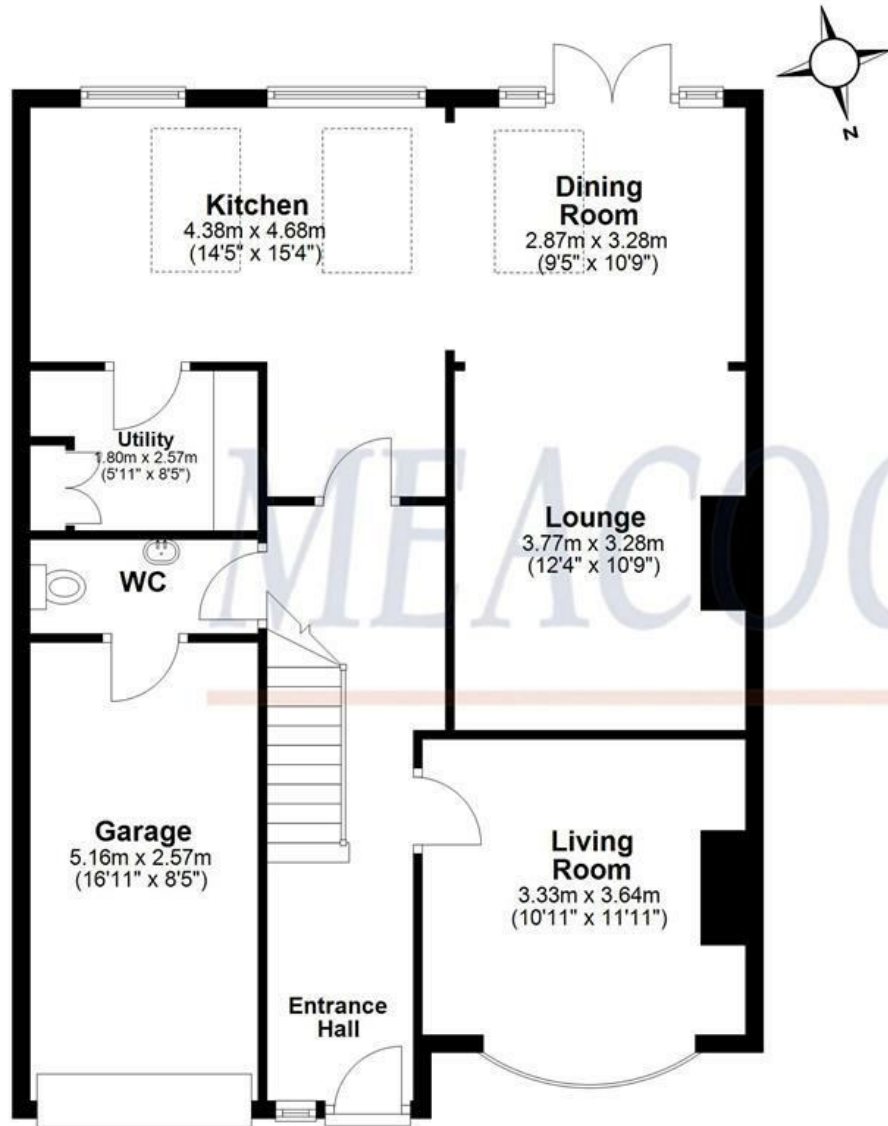 N
Kitchen
4.38m x 4.68m
(14'5" x 15'4")
Dining
Room
2.87m x 3.28m
(9'5" x 10'9")
Utility
1.80m x 2.57m
(5'11" x 8'5")
Lounge
3.77m x 3.28m
(12'4" x 10'9")
WC
Garage
5.16m x 2.57m
(16'11" x 8'5")
Living
Room
3.33m x 3.64m
(10'11" x 11'11")
Entrance
Hall